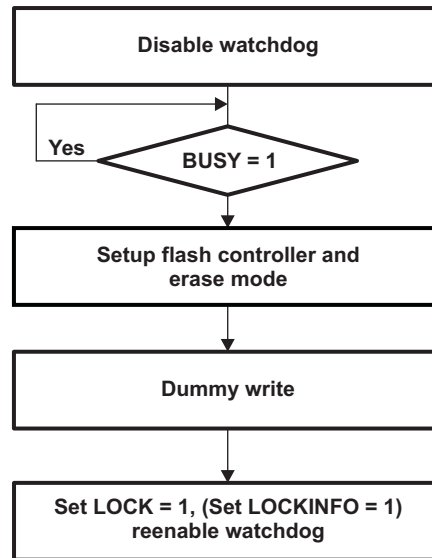 Disable watchdog
Yes
BUSY = 1
Setup flash controller and
erase mode
Dummy write
Set LOCK = 1, (Set LOCKINFO = 1)
reenable watchdog